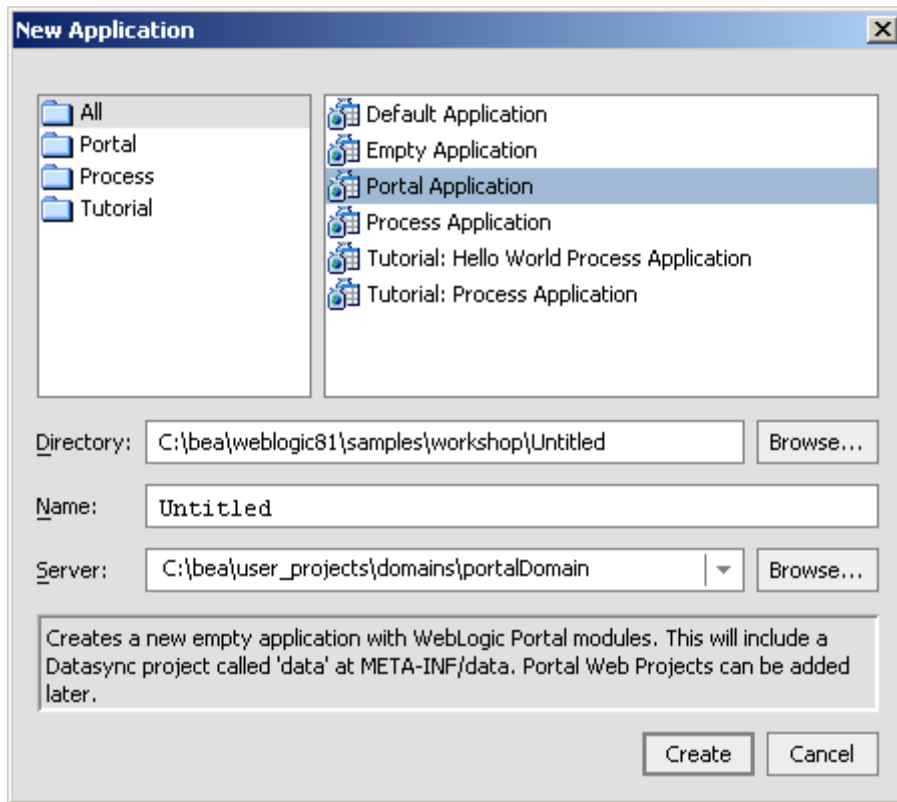 New Application
All
Portal
Process
Tutorial
Default Application
Empty Application
Portal Application
Process Application
Tutorial: Hello World Process Application
Tutorial: Process Application
Directory: C:\bea\weblogic81\samples\workshop\Untitled Browse...
Name: Untitled
Server: C:\bea\user_projects\domains\portalDomain Browse...
Creates a new empty application with WebLogic Portal modules. This will include a
Datasync project called 'data' at META-INF/data. Portal Web Projects can be added
later.
Create Cancel